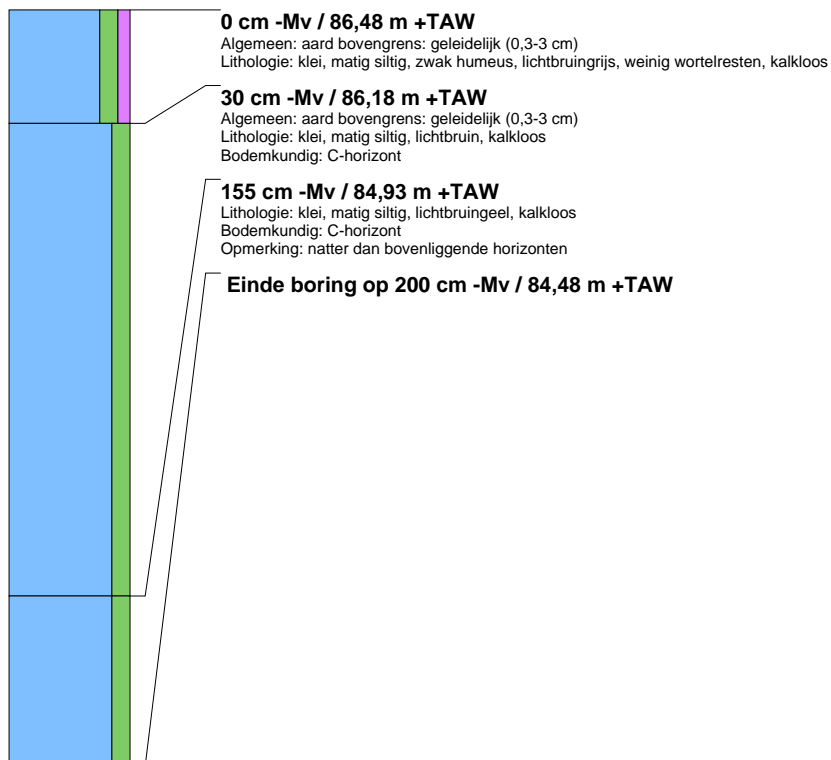 0 cm -Mv / 86,48 m +TAW
Algemeen: aard bovengrens: geleidelijk (0,3-3 cm)
Lithologie: klei, matig siltig, zwak humeus, lichtbruingrijs, weinig wortelresten, kalkloos
30 cm -Mv / 86,18 m +TAW
Algemeen: aard bovengrens: geleidelijk (0,3-3 cm)
Lithologie: klei, matig siltig, lichtbruin, kalkloos
Bodemkundig: C-horizont
155 cm -Mv / 84,93 m +TAW
Lithologie: klei, matig siltig, lichtbruingeel, kalkloos
Bodemkundig: C-horizont
Opmerking: natter dan bovenliggende horizonten
Einde boring op 200 cm -Mv / 84,48 m +TAW